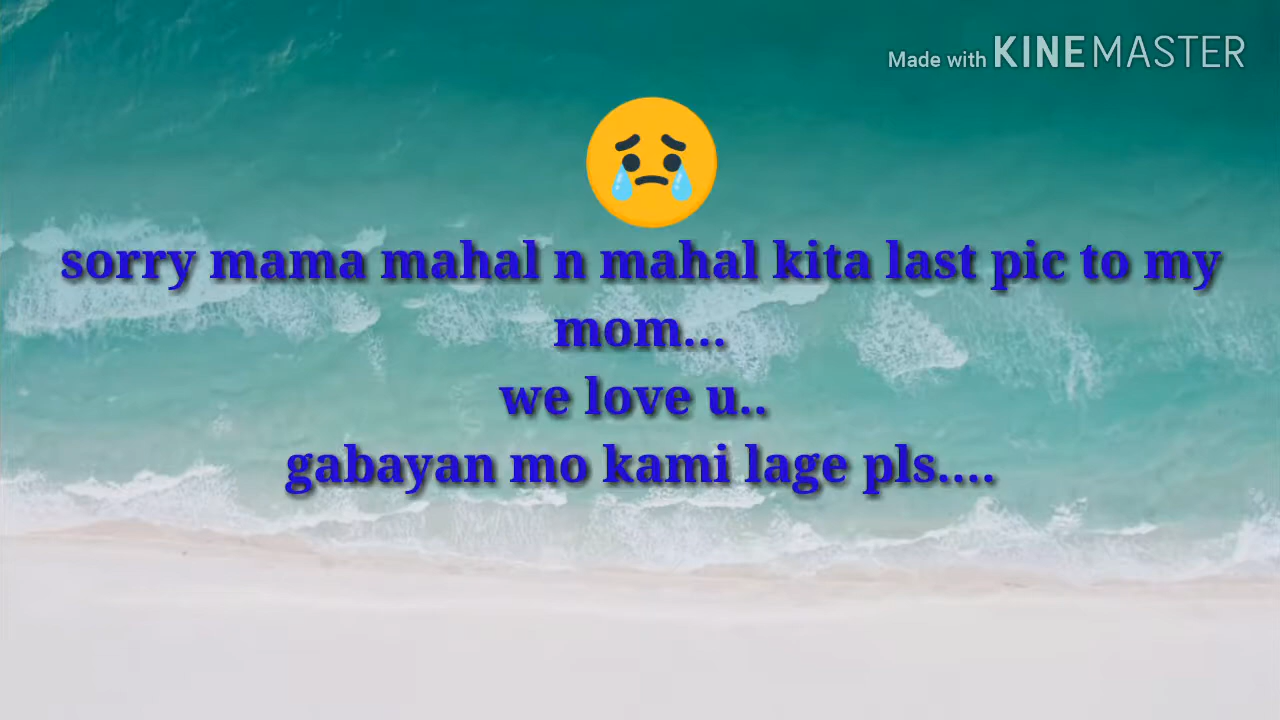 Made with KINEMASTER
sorry mama mahal n mahal kita last pic to my
mom...
we love u..
gabayan mo kami lage pls....